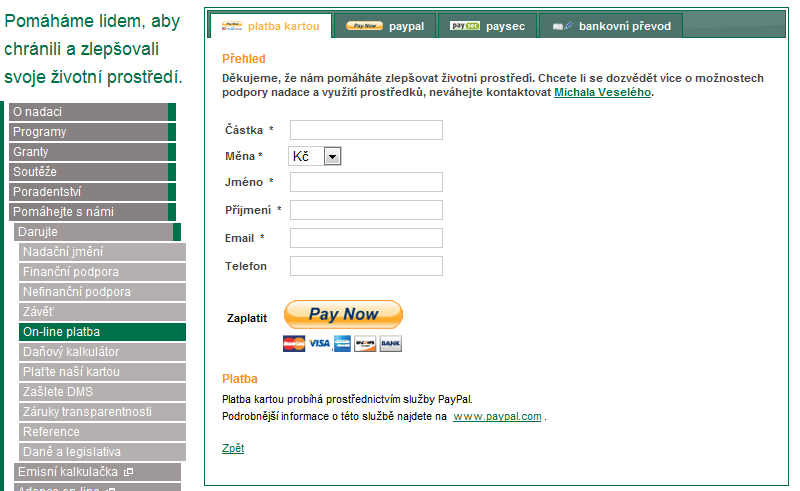 Pomáháme lidem, aby
chránili a zlepšovali
svoje životní prostředí.
O nadaci
Programy
Granty
Soutěže
Poradentství
Pomáhejte s námi
Darujte
Nadační jmění
Finanční podpora
Nefinanční podpora
Závěť
On-line platba
Daňový kalkulátor
Plaťte naší kartou
Zašlete DMS
Záruky transparentnosti
Reference
Daně a legislativa
Emisní kalkulačka
platba kartou
paypal
paysec
bankovní převod
Přehled
Děkujeme, že nám pomáháte zlepšovat životní prostředí. Chcete li se dozvědět více o možnostech
podpory nadace a využití prostředků, neváhejte kontaktovat Michala Veselého.
Částka *
Měna * Kč
Jméno *
Příjmení *
Email *
Telefon
Zaplatit Pay Now
VISA BANK
Platba
Platba kartou probíhá prostřednictvím služby PayPal.
Podrobnější informace o této službě najdete na www.paypal.com .
Zpět